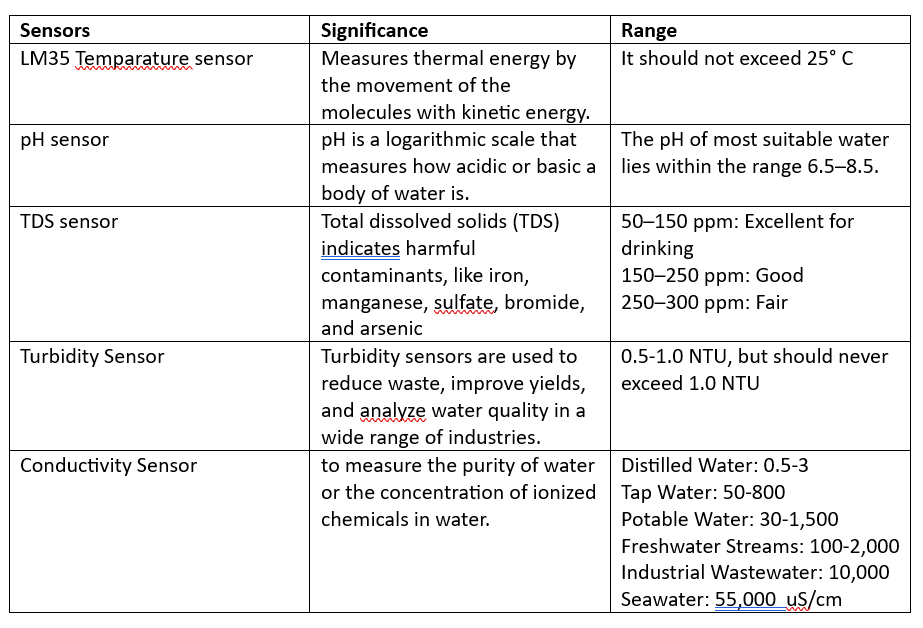 Sensors
Significance
Range
LM35 Temparature sensor
Measures thermal energy by
the movement of the
molecules with kinetic energy.
It should not exceed 25° C
pH sensor
pH is a logarithmic scale that
measures how acidic or basic a
body of water is.
The pH of most suitable water
lies within the range 6.5–8.5.
TDS sensor
Total dissolved solids (TDS)
indicates harmful
contaminants, like iron,
manganese, sulfate, bromide,
and arsenic
50–150 ppm: Excellent for
drinking
150–250 ppm: Good
250–300 ppm: Fair
Turbidity Sensor
Turbidity sensors are used to
reduce waste, improve yields,
and analyze water quality in a
wide range of industries.
0.5-1.0 NTU, but should never
exceed 1.0 NTU
Conductivity Sensor
to measure the purity of water
or the concentration of ionized
chemicals in water.
Distilled Water: 0.5-3
Tap Water: 50-800
Potable Water: 30-1,500
Freshwater Streams: 100-2,000
Industrial Wastewater: 10,000
Seawater: 55,000  uS/cm